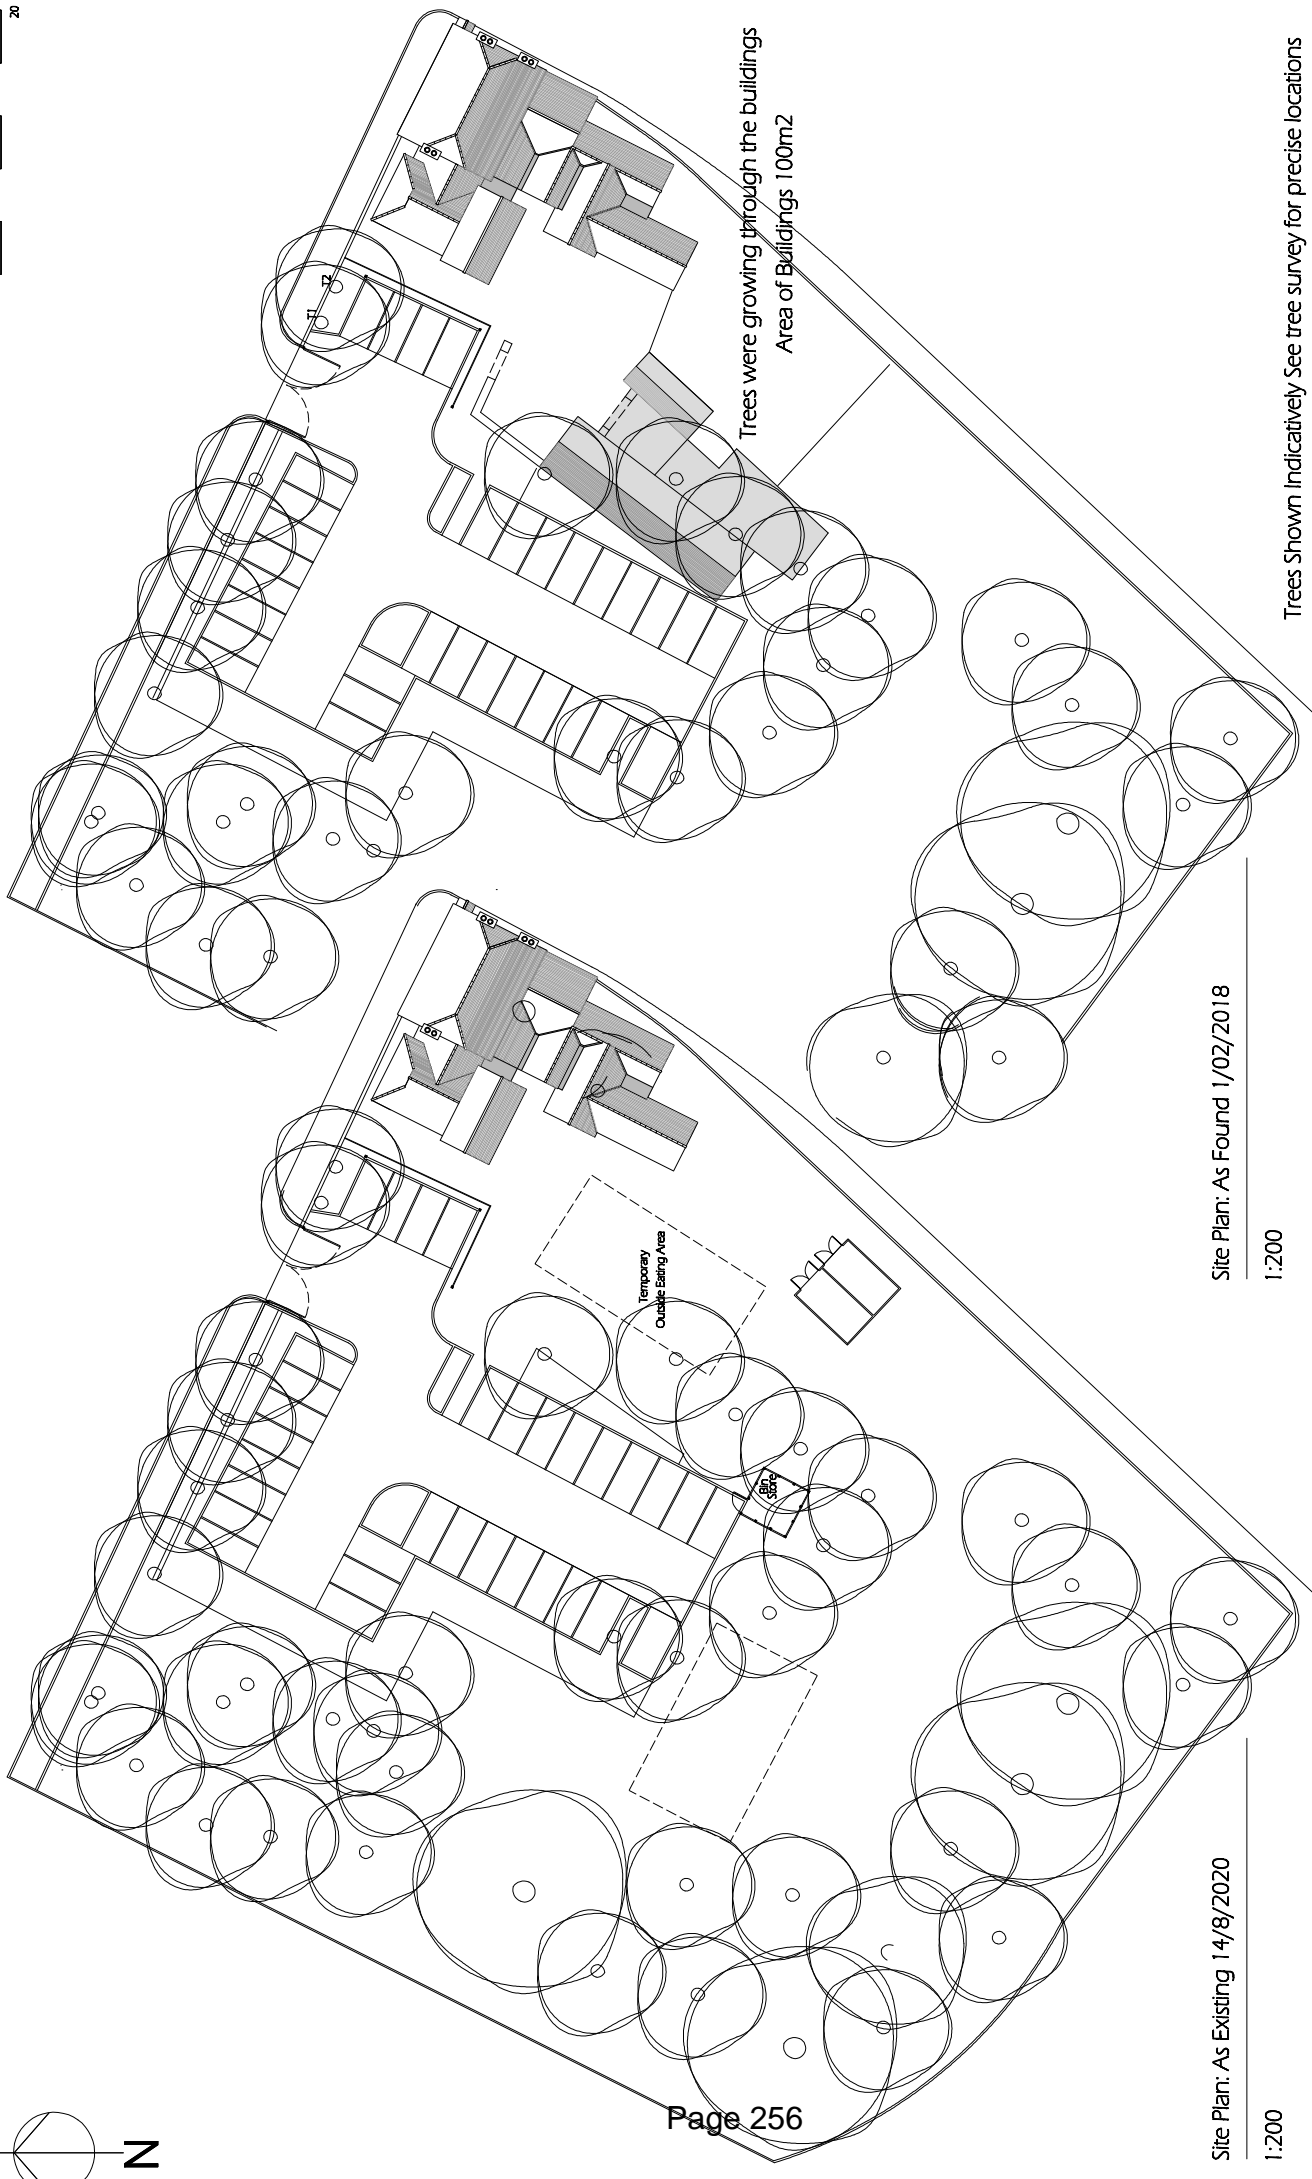 20
Trees were growing through the buildings
Area of Buildings 100m2
T2
T1
Trees Shown Indicatively See tree survey for precise locations
Site Plan: As Found 1/02/2018
1:200
Temporary
Outside Eating Area
Bin
Store
Site Plan: As Existing 14/8/2020
1:200
N
Page 256